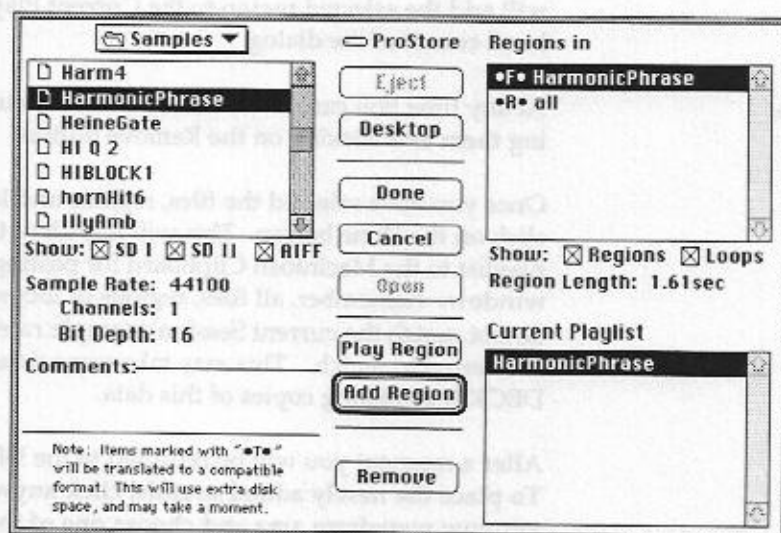 Samples
Harm4
HarmonicPhrase
HeineGate
HI Q 2
HIBLOCK1
hornHit6
IllyAmb
Show: SD I SD II AIFF
Sample Rate: 44100
Channels: 1
Bit Depth: 16
Comments:
Note: Items marked with "•T•"
will be translated to a compatible
format. This will use extra disk
space, and may take a moment.
ProStore
Eject
Desktop
Done
Cancel
Open
Play Region
Add Region
Remove
Regions in
•F• HarmonicPhrase
•R• all
Show: Regions Loops
Region Length: 1.61sec
Current Playlist
HarmonicPhrase